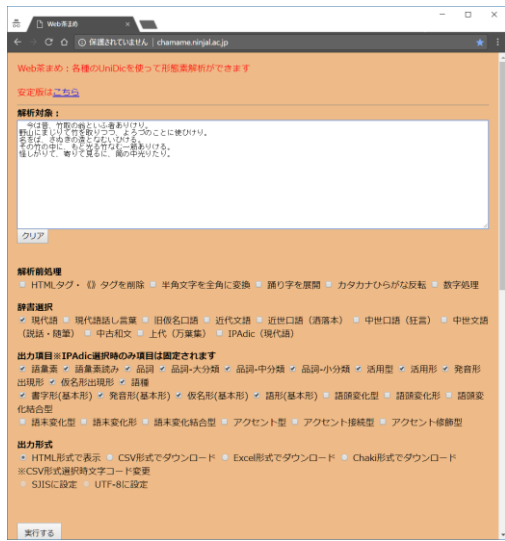 Web茶まめ
保護されていません | chamame.ninjal.ac.jp
Web茶まめ：各種のUniDicを使って形態素解析ができます
安定版はこちら
解析対象：
今は昔、竹取の翁といふ者ありけり。
野山にまじりて竹を取りつつ、よろづのことに使ひけり。
名をば、さぬきの造となむいひける。
その竹の中に、もと光る竹なむ一筋ありける。
怪しがりて、寄りて見るに、筒の中光りたり。
クリア
解析前処理
HTMLタグ・《》タグを削除 半角文字を全角に変換 踊り字を展開 カタカナひらがな反転 数字処理
辞書選択
現代語 現代語話し言葉 旧仮名口語 近代文語 近世口語（洒落本） 中世口語（狂言） 中世文語
（説話・随筆） 中古和文 上代（万葉集） IPAdic（現代語）
出力項目※IPAdic選択時のみ項目は固定されます
語彙素 語彙素読み 品詞 品詞-大分類 品詞-中分類 品詞-小分類 活用型 活用形 発音形
出現形 仮名形出現形 語種
書字形(基本形) 発音形(基本形) 仮名形(基本形) 語形(基本形) 語頭変化型 語頭変化形 語頭変
化結合型
語末変化型 語末変化形 語末変化結合型 アクセント型 アクセント接続型 アクセント修飾型
出力形式
HTML形式で表示 CSV形式でダウンロード Excel形式でダウンロード Chaki形式でダウンロード
※CSV形式選択時文字コード変更
SJISに設定 UTF-8に設定
実行する